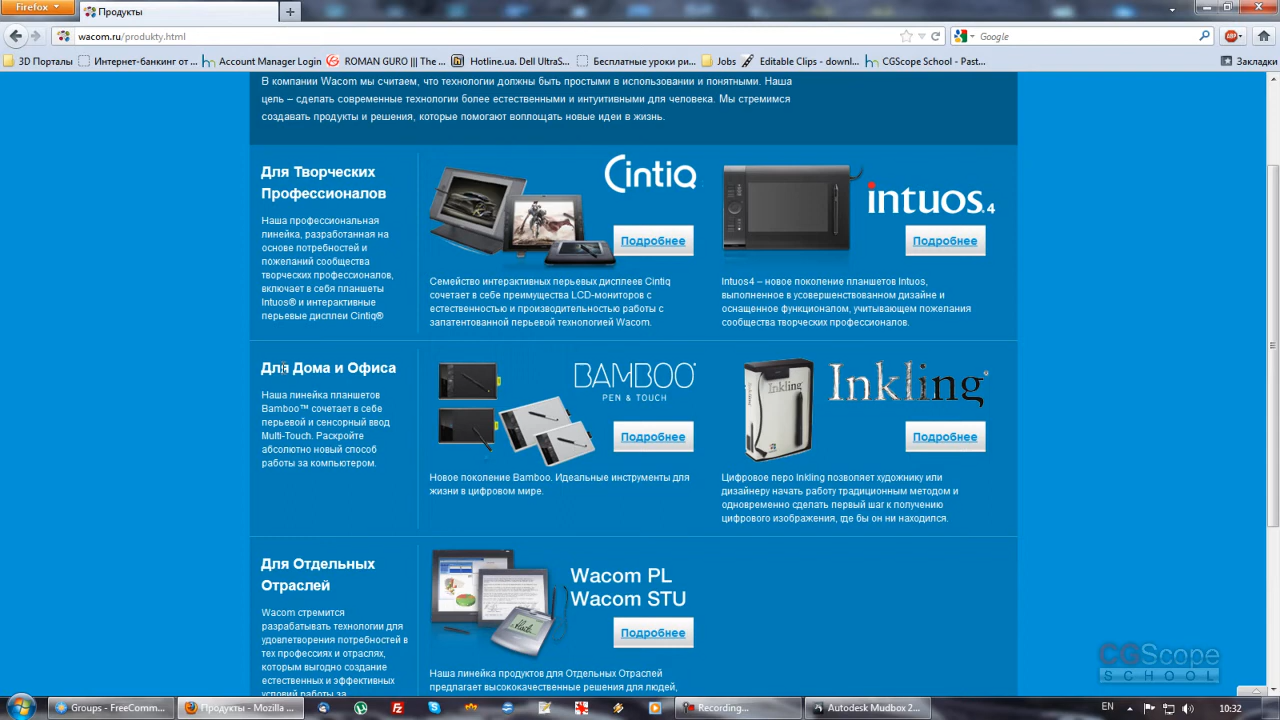 Firefox
Продукты
wacom.ru/produkty.html
Google
3D Порталы
Интернет-банкинг от ...
Account Manager Login
ROMAN GURO | The ...
Hotline.ua. Dell UltraS...
Бесплатные уроки ри...
Jobs
Editable Clips - downl...
CGScope School - Past...
Закладки
В компании Wacom мы считаем, что технологии должны быть простыми в использовании и понятными. Наша
цель – сделать современные технологии более естественными и интуитивными для человека. Мы стремимся
создавать продукты и решения, которые помогают воплощать новые идеи в жизнь.
Для Творческих
Профессионалов
Наша профессиональная
линейка, разработанная на
основе потребностей и
пожеланий сообщества
творческих профессионалов,
включает в себя планшеты
Intuos® и интерактивные
перьевые дисплеи Cintiq®
Cintiq
Подробнее
Семейство интерактивных перьевых дисплеев Cintiq
сочетает в себе преимущества LCD-мониторов с
естественностью и производительностью работы с
запатентованной перьевой технологией Wacom.
intuos4
Подробнее
Intuos4 – новое поколение планшетов Intuos,
выполненное в усовершенствованном дизайне и
оснащенное функционалом, учитывающем пожелания
сообщества творческих профессионалов.
Для Дома и Офиса
Наша линейка планшетов
Bamboo™ сочетает в себе
перьевой и сенсорный ввод
Multi-Touch. Раскройте
абсолютно новый способ
работы за компьютером.
BAMBOO®
PEN & TOUCH
Подробнее
Новое поколение Bamboo. Идеальные инструменты для
жизни в цифровом мире.
Inkling
Inkling®
Подробнее
Цифровое перо Inkling позволяет художнику или
дизайнеру начать работу традиционным методом и
одновременно сделать первый шаг к получению
цифрового изображения, где бы он ни находился.
Для Отдельных
Отраслей
Wacom стремится
разрабатывать технологии для
удовлетворения потребностей в
тех профессиях и отраслях,
которым выгодно создание
естественных и эффективных
условий работы за
Wacom PL
Wacom STU
Подробнее
Наша линейка продуктов для Отдельных Отраслей
предлагает высококачественные решения для людей,
CGScope
SCHOOL
Groups - FreeComm...
Продукты - Mozilla ...
Recording...
Autodesk Mudbox 2...
EN
10:32